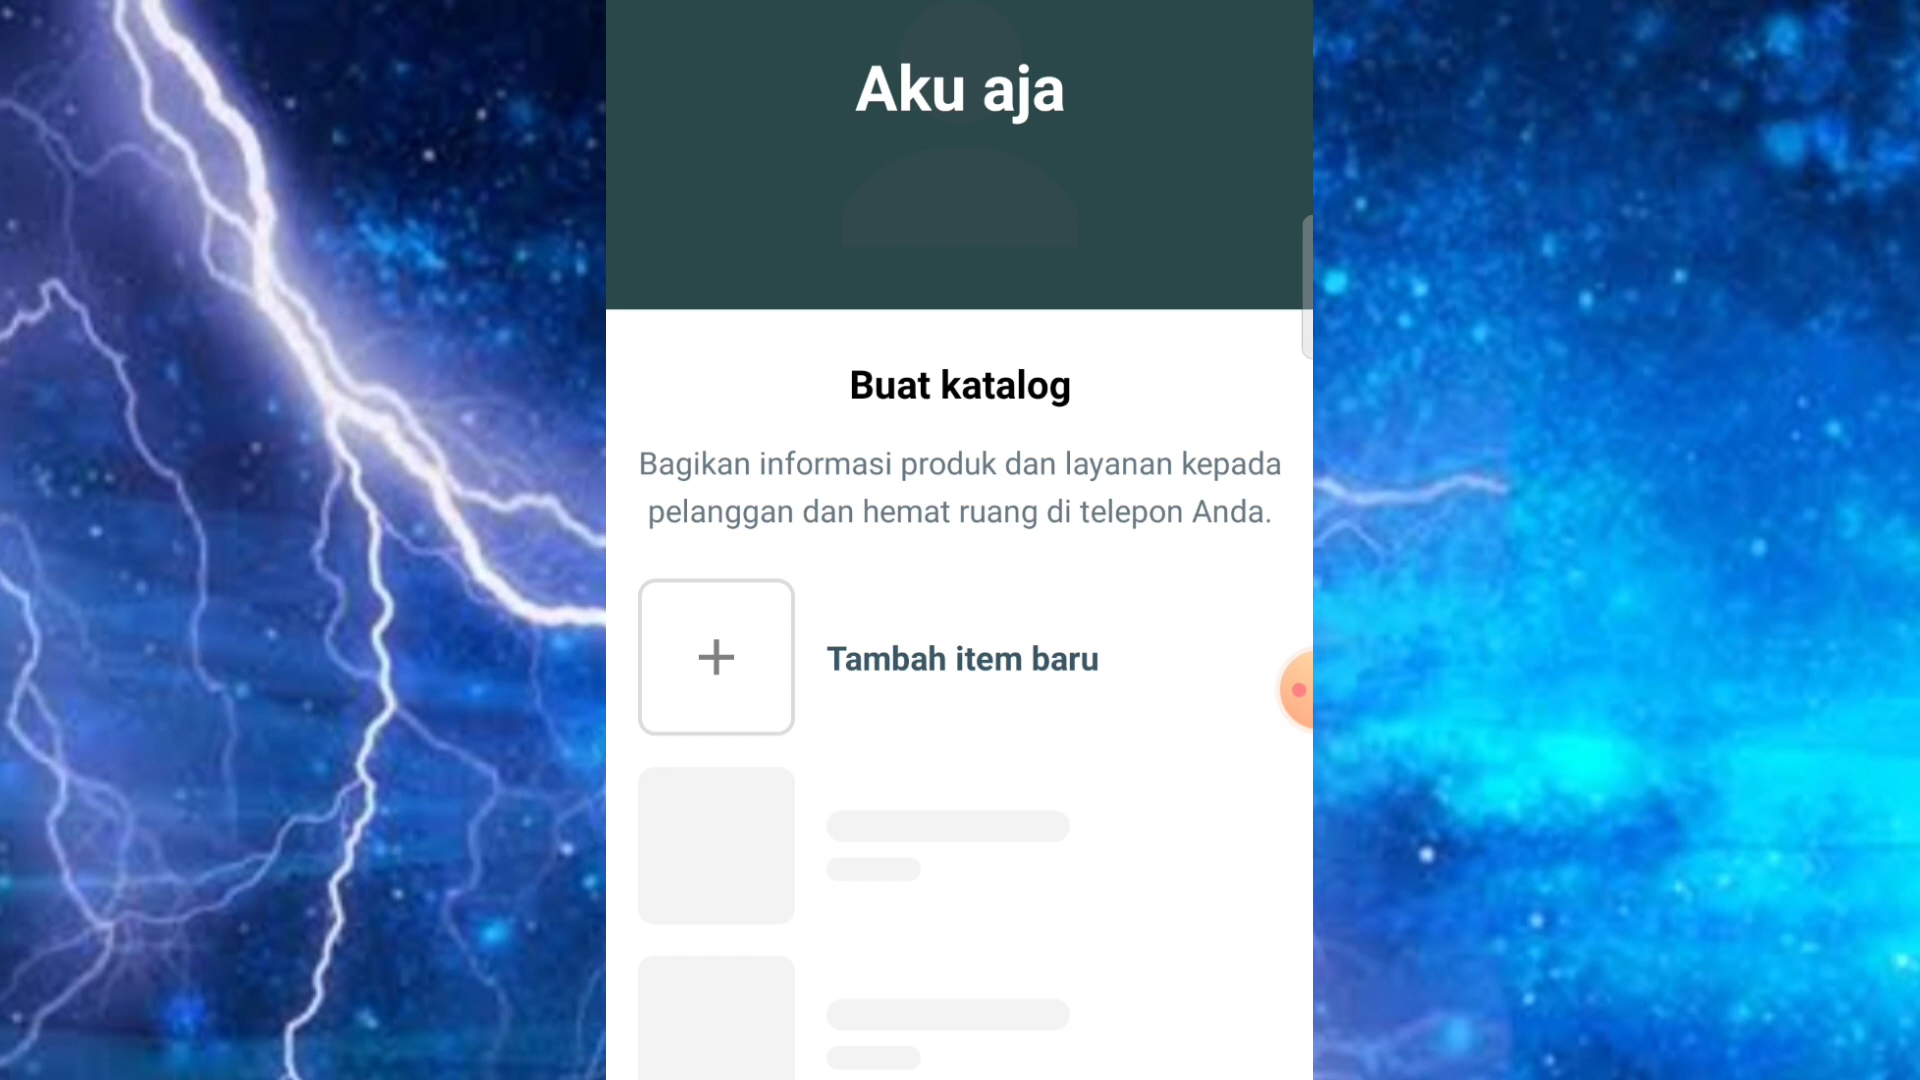 Aku aja
Buat katalog
Bagikan informasi produk dan layanan kepada
pelanggan dan hemat ruang di telepon Anda.
Tambah item baru